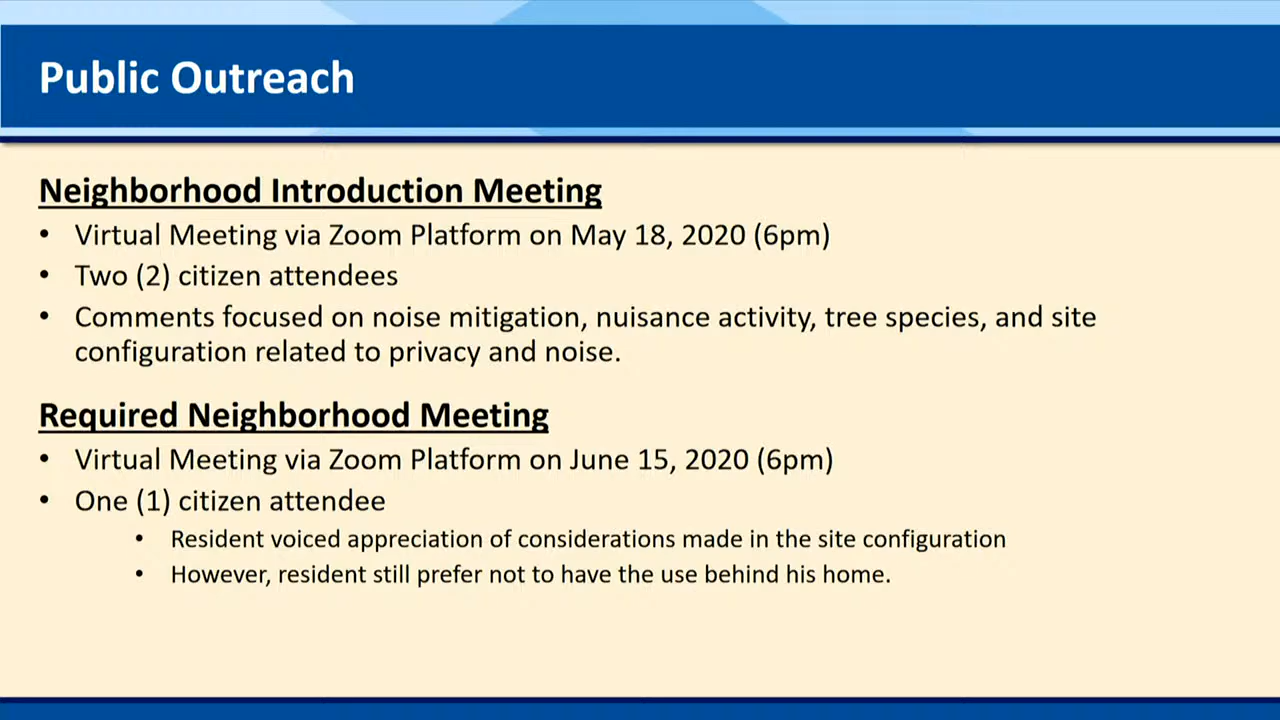 Public Outreach
Neighborhood Introduction Meeting
• Virtual Meeting via Zoom Platform on May 18, 2020 (6pm)
• Two (2) citizen attendees
• Comments focused on noise mitigation, nuisance activity, tree species, and site
configuration related to privacy and noise.
Required Neighborhood Meeting
• Virtual Meeting via Zoom Platform on June 15, 2020 (6pm)
• One (1) citizen attendee
• Resident voiced appreciation of considerations made in the site configuration
• However, resident still prefer not to have the use behind his home.